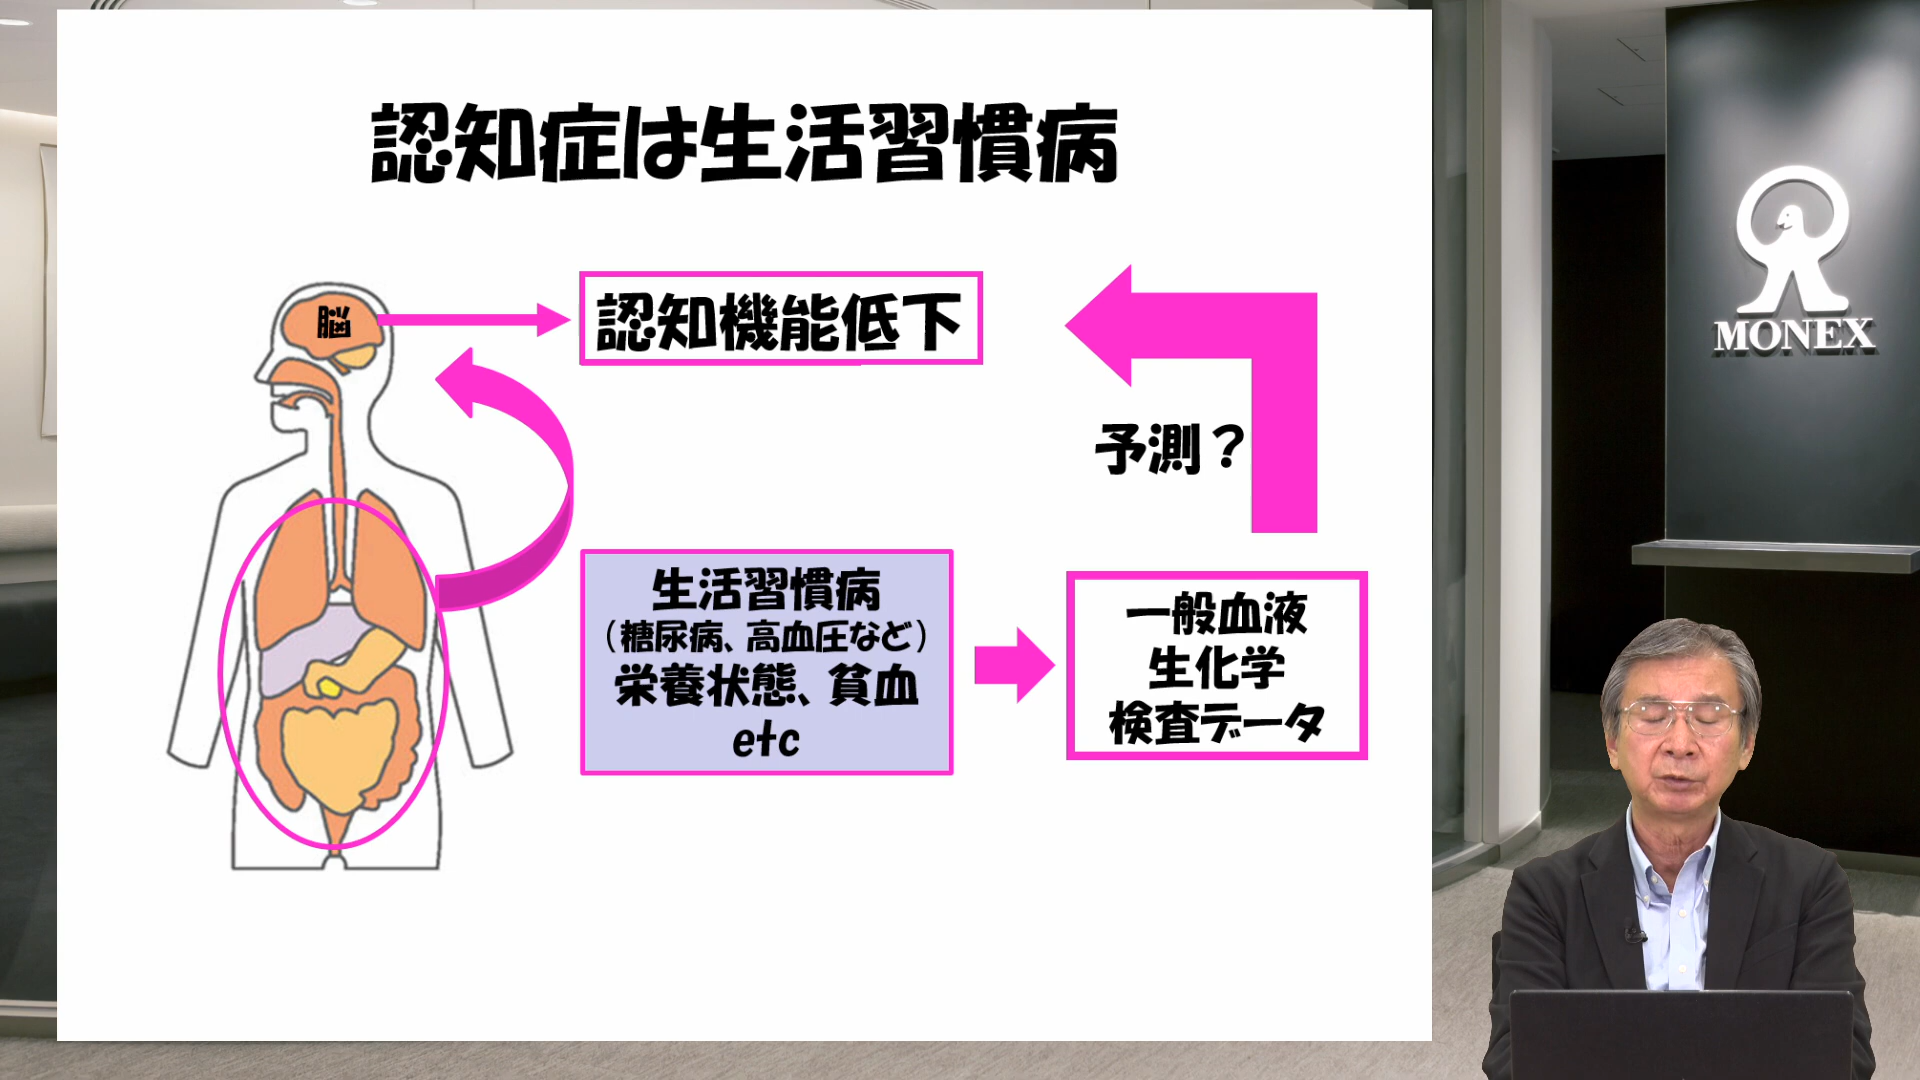 認知症は生活習慣病
脳
認知機能低下
予測？
生活習慣病
（糖尿病、高血圧など）
栄養状態、貧血
etc
一般血液
生化学
検査データ
MONEX